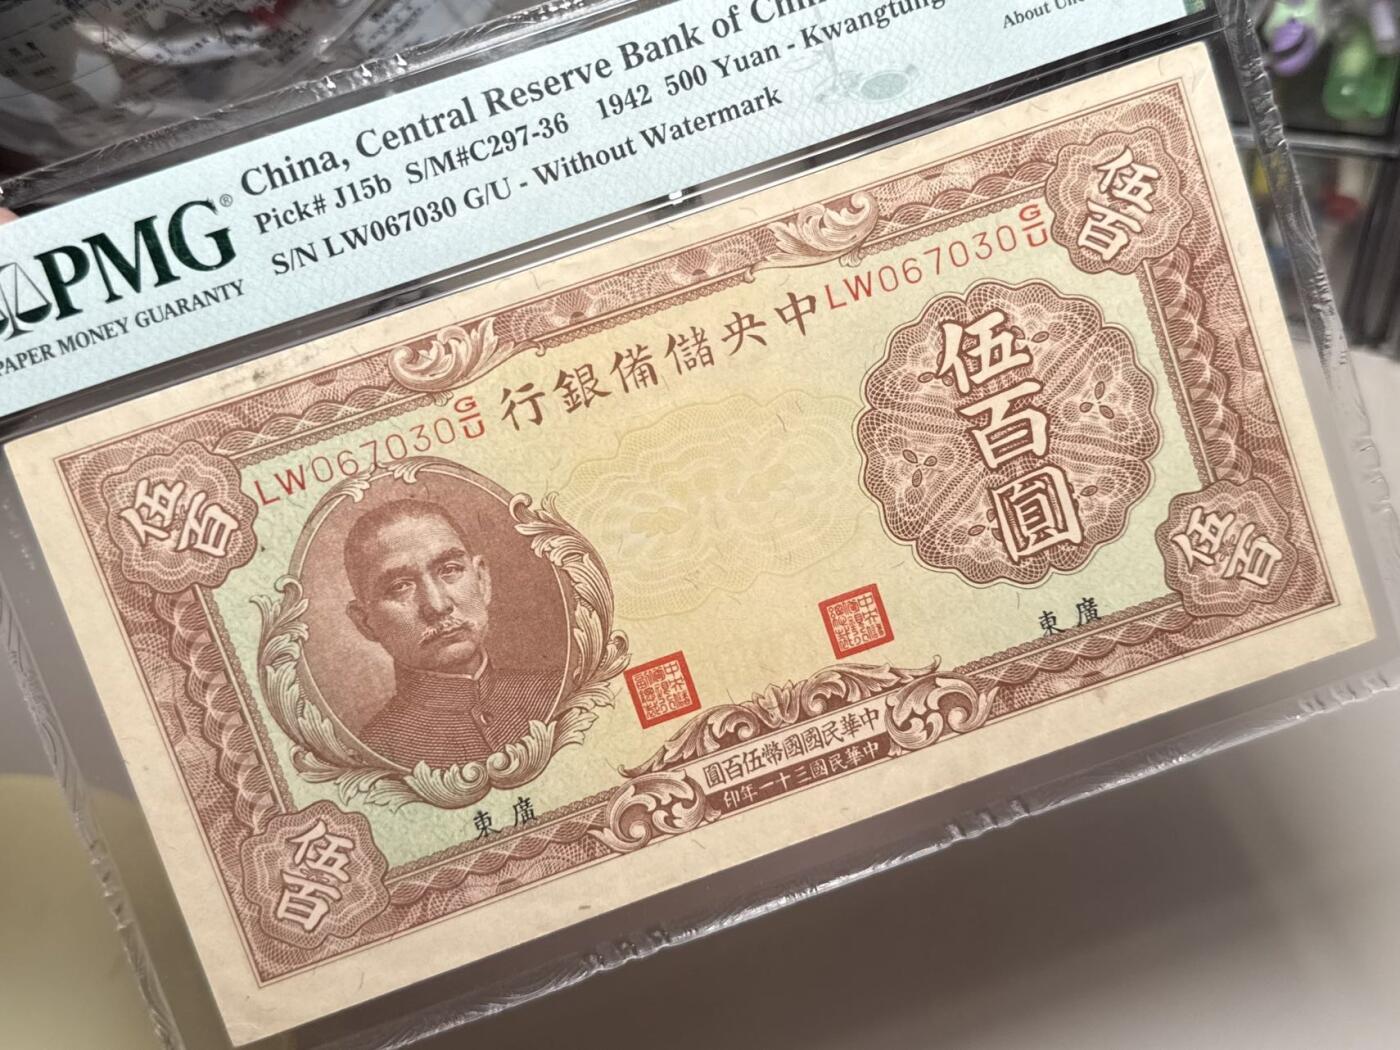 China, Central Reserve Bank of
Pick# J15b S/M#C297-36 1942 500 Yuan - Kwangtung
S/N LW067030 G/U - Without Watermark
About
PMG®
PAPER MONEY GUARANTY
伍百
LW067030 G/U
行銀備儲央中
LW067030 G/U
伍百
伍百圓
東廣
東廣
伍百
圓百伍幣國國民華中
印年一十三國民華中
伍百